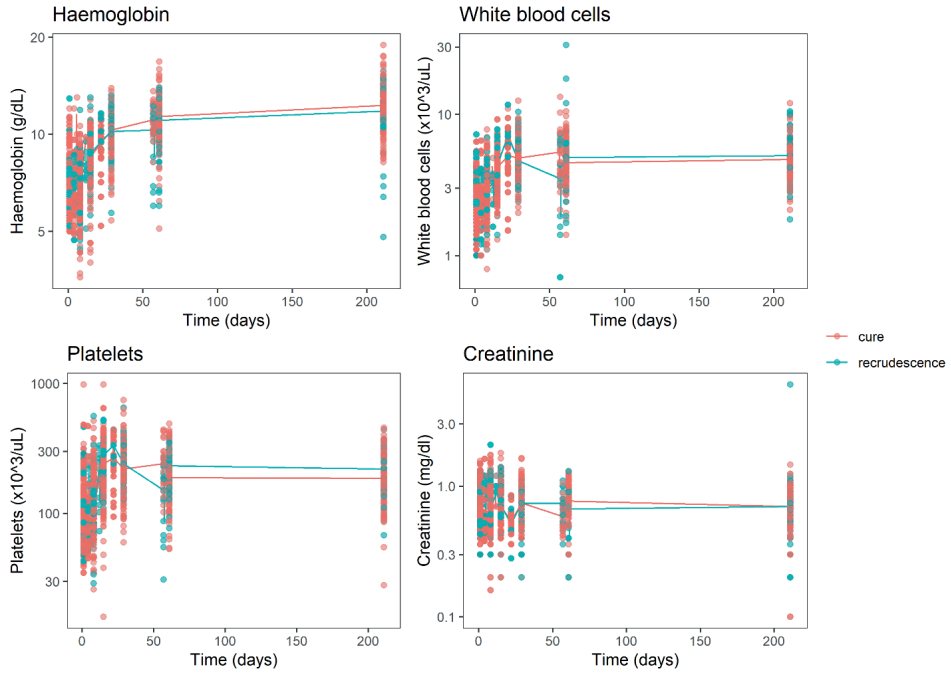 Haemoglobin
Haemoglobin (g/dL)
20
10
5
0
50
100
150
200
Time (days)
White blood cells
White blood cells (x10^3/uL)
30
10
3
1
0
50
100
150
200
Time (days)
Platelets
Platelets (x10^3/uL)
1000
300
100
30
0
50
100
150
200
Time (days)
Creatinine
Creatinine (mg/dl)
3.0
1.0
0.3
0.1
0
50
100
150
200
Time (days)
cure
recrudescence